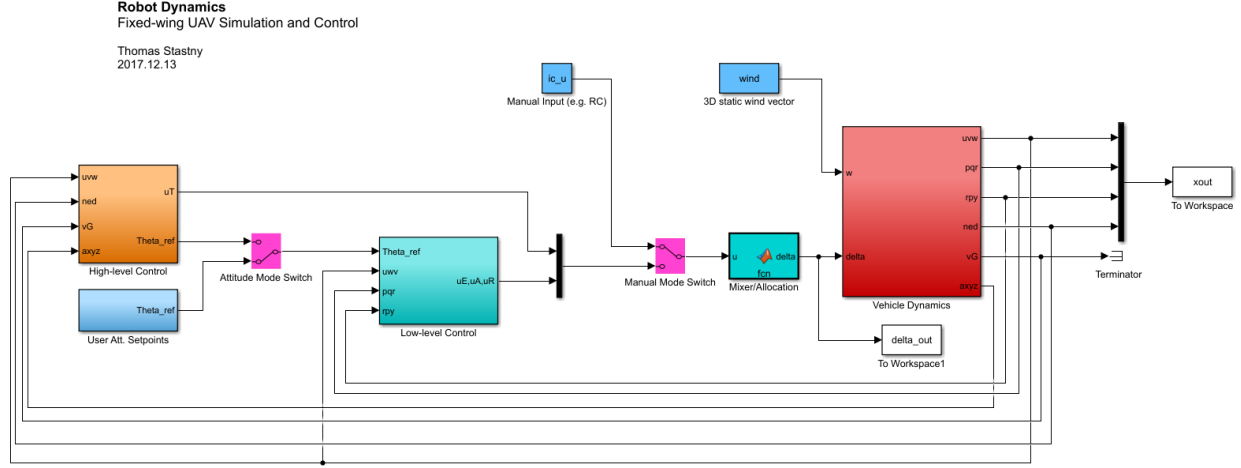 Robot Dynamics
Fixed-wing UAV Simulation and Control
Thomas Stastny
2017.12.13
ic_u
Manual Input (e.g. RC)
wind
3D static wind vector
uvw
ned
vG
axyz
uT
Theta_ref
High-level Control
Theta_ref
User Att. Setpoints
Attitude Mode Switch
Theta_ref
uwv
pqr
rpy
uE,uA,uR
Low-level Control
Manual Mode Switch
u
delta
fcn
Mixer/Allocation
w
delta
uvw
pqr
rpy
ned
vG
axyz
Vehicle Dynamics
delta_out
To Workspace1
xout
To Workspace
Terminator